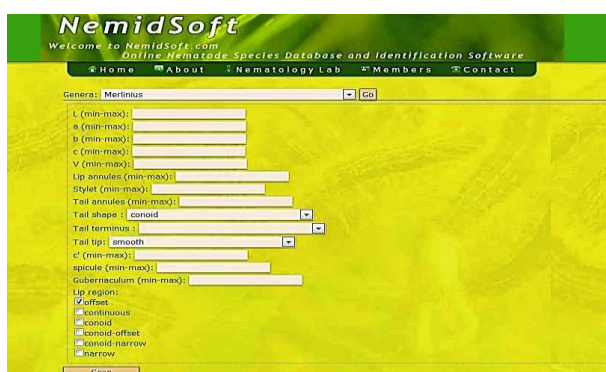 NemidSoft
Welcome to NemidSoft.com
Online Nematode Species Database and Identification Software
Home About Nematology Lab Members Contact
Genera: Merlinius Go
L (min-max):
a (min-max):
b (min-max):
c (min-max):
V (min-max):
Lip annules (min-max):
Stylet (min-max):
Tail annules (min-max):
Tail shape : conoid
Tail terminus :
Tail tip: smooth
c' (min-max):
spicule (min-max):
Gubernaculum (min-max):
Lip region:
offset
continuous
conoid
conoid-offset
conoid-narrow
narrow